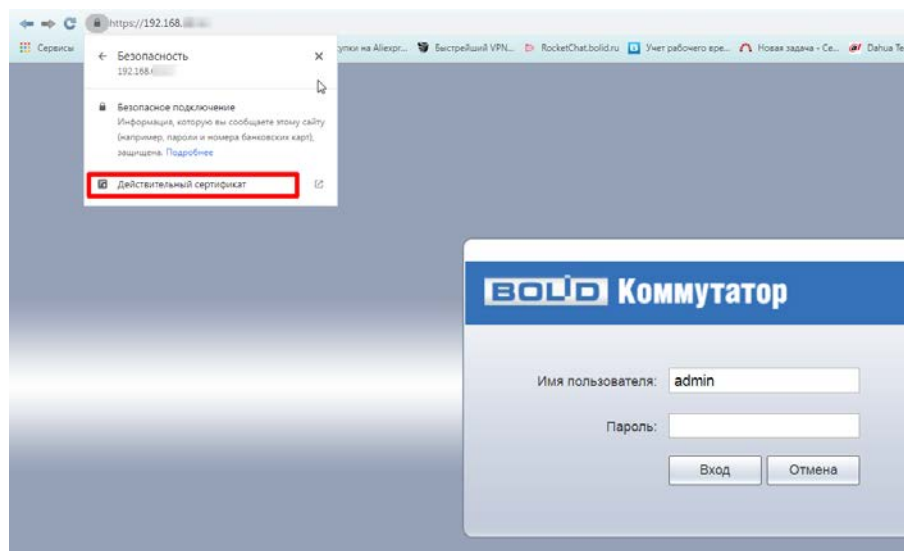 https://192.168.
Сервисы
упки на Aliexpr...
Быстрейший VPN...
RocketChat.bolid.ru
Учет рабочего вре...
Новая задача - Се...
Dahua Te
Безопасность
192.168.
Безопасное подключение
Информация, которую вы сообщаете этому сайту
(например, пароли и номера банковских карт),
защищена. Подробнее
Действительный сертификат
BOLID Коммутатор
Имя пользователя: admin
Пароль:
Вход Отмена